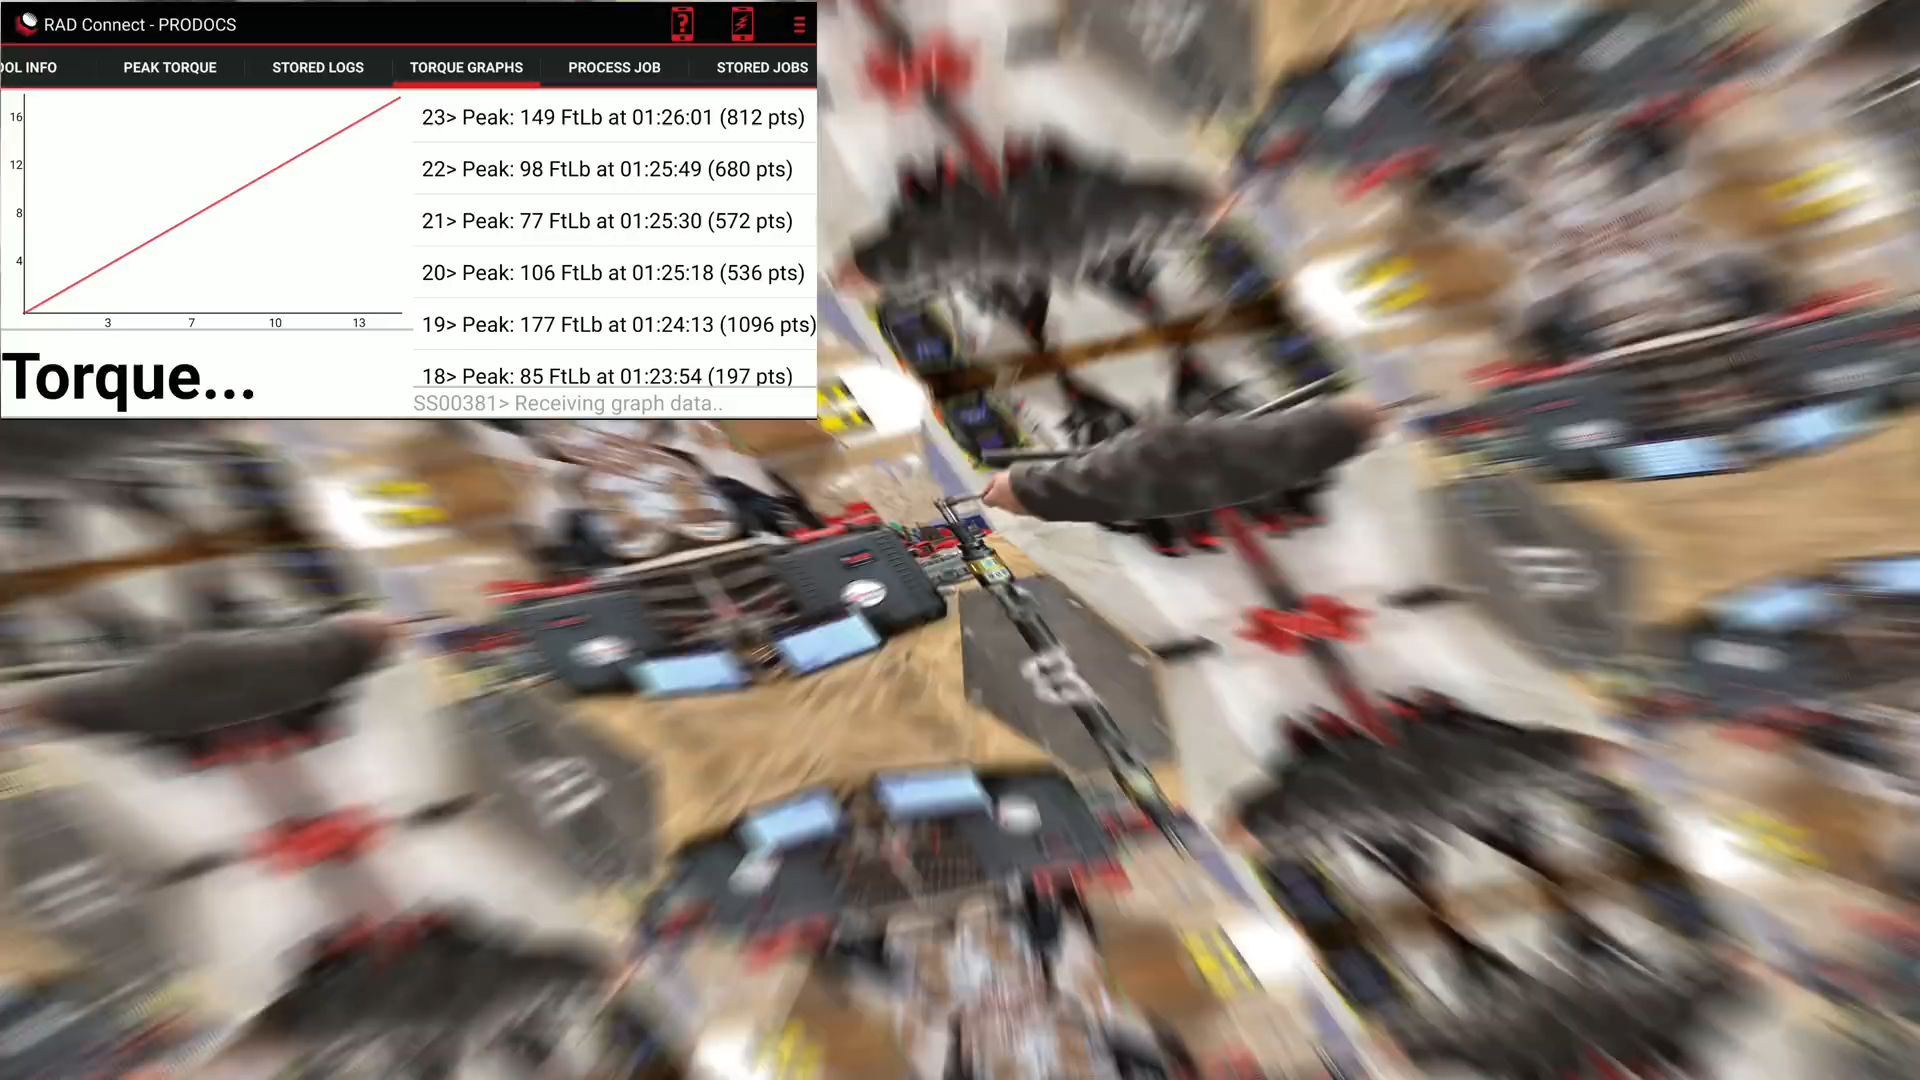 RAD Connect - PRODOCS
OOL INFO PEAK TORQUE STORED LOGS TORQUE GRAPHS PROCESS JOB STORED JOBS
16
12
8
4
3 7 10 13
23> Peak: 149 FtLb at 01:26:01 (812 pts)
22> Peak: 98 FtLb at 01:25:49 (680 pts)
21> Peak: 77 FtLb at 01:25:30 (572 pts)
20> Peak: 106 FtLb at 01:25:18 (536 pts)
19> Peak: 177 FtLb at 01:24:13 (1096 pts)
18> Peak: 85 FtLb at 01:23:54 (197 pts)
Torque...
SS00381> Receiving graph data..